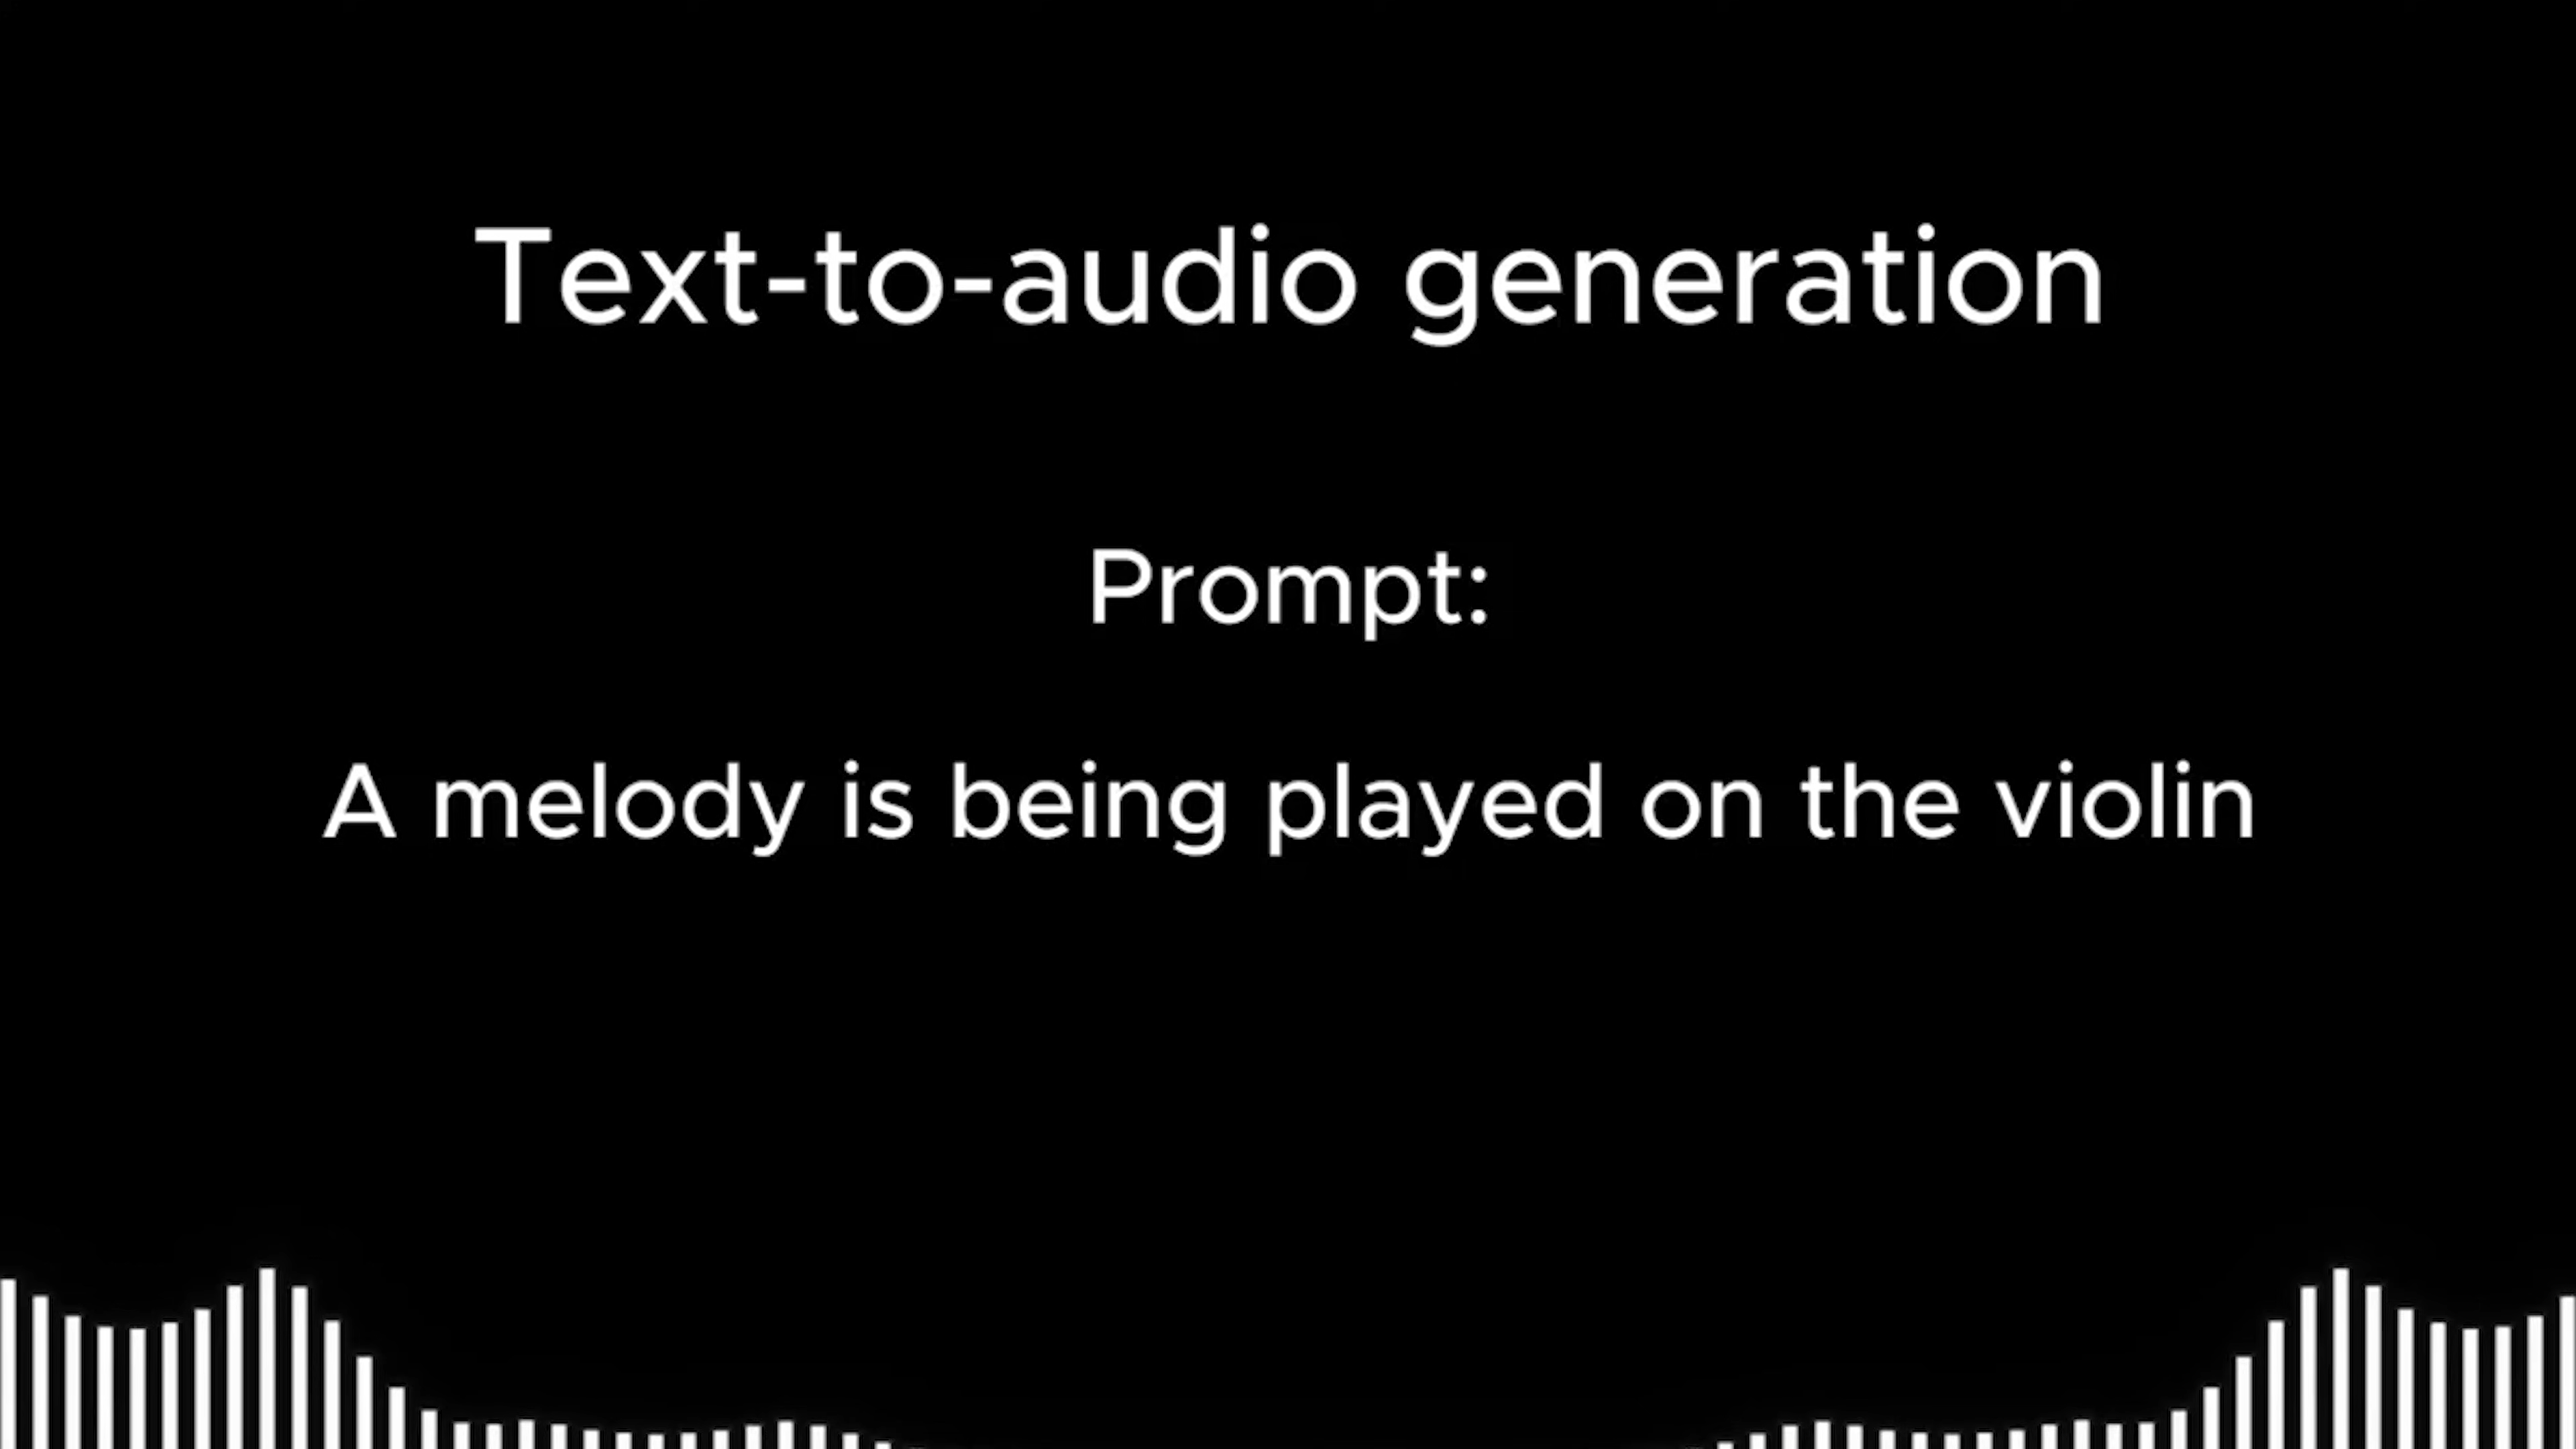 Text-to-audio generation
Prompt:
A melody is being played on the violin